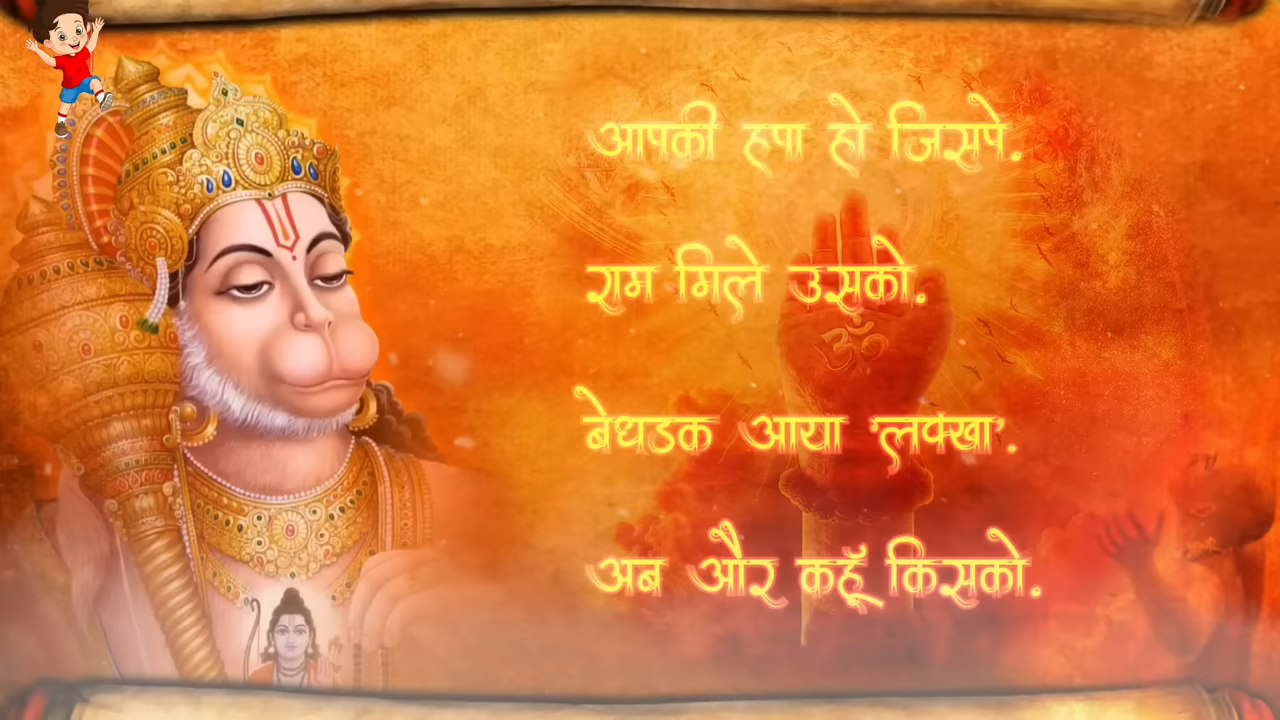 आपकी हपा हो जिसपे.
राम मिले उसको.
बेधडक आया 'लक्खा'.
अब और कहूँ किसको.
ॐ